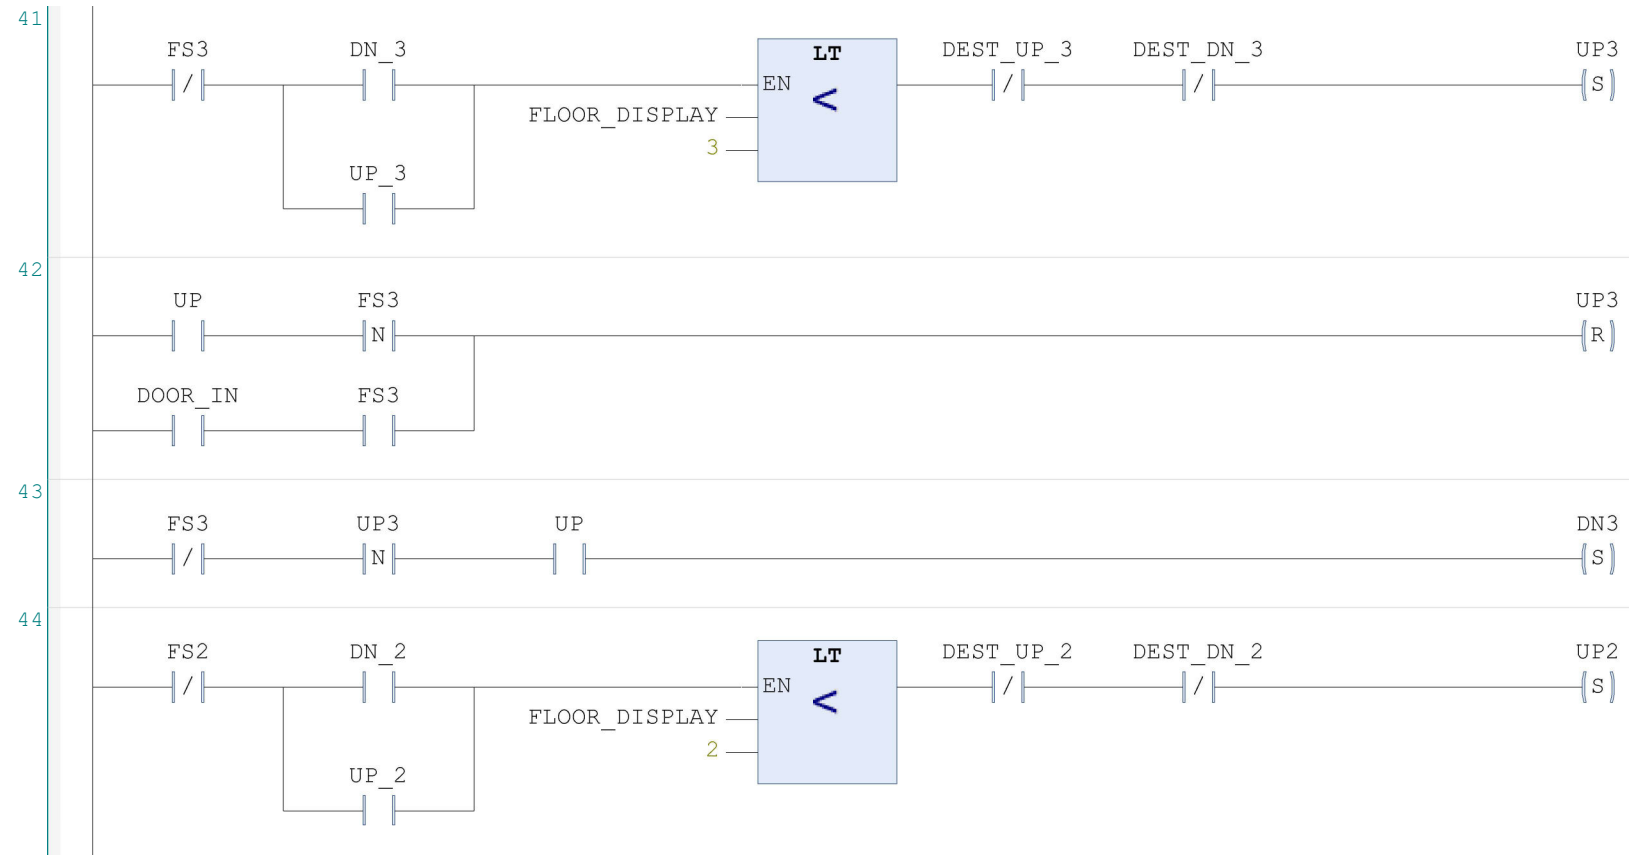 41
FS3 DN_3 LT DEST_UP_3 DEST_DN_3 UP3
/ EN < / / S
FLOOR_DISPLAY
3
UP_3
42
UP FS3 UP3
N R
DOOR_IN FS3
43
FS3 UP3 UP DN3
/ N S
44
FS2 DN_2 LT DEST_UP_2 DEST_DN_2 UP2
/ EN < / / S
FLOOR_DISPLAY
2
UP_2